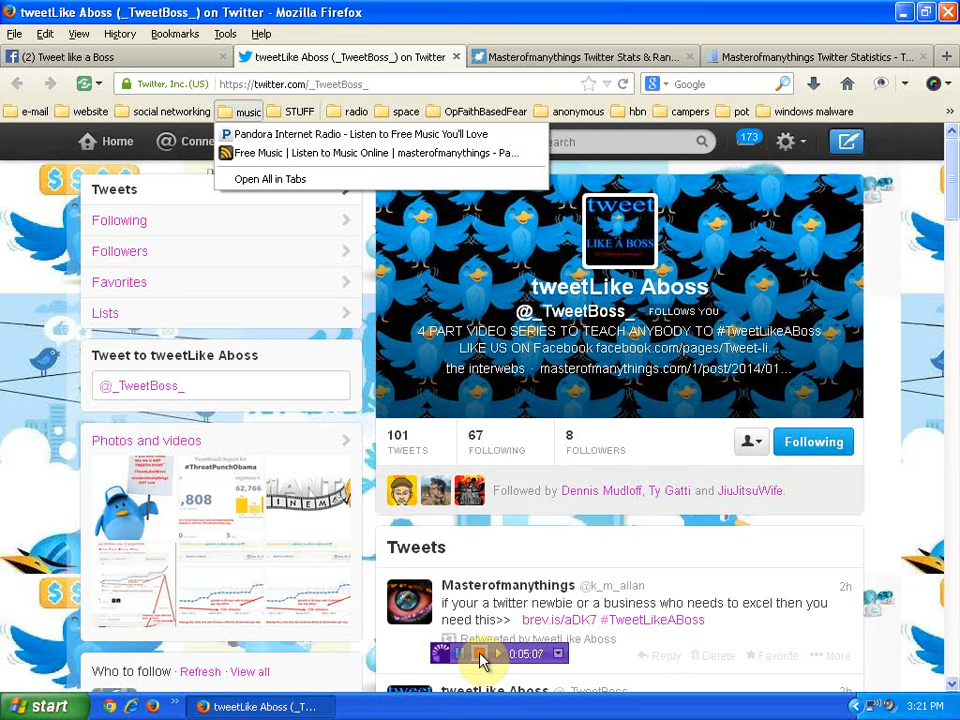 tweetLike Aboss (_TweetBoss_) on Twitter - Mozilla Firefox
File Edit View History Bookmarks Tools Help
(2) Tweet like a Boss
tweetLike Aboss (_TweetBoss_) on Twitter
Masterofmanythings Twitter Stats & Ran...
Masterofmanythings Twitter Statistics - T...
Twitter, Inc. (US) https://twitter.com/_TweetBoss_ Google
e-mail website social networking music STUFF radio space OpFaithBasedFear anonymous hbn campers pot windows malware
Pandora Internet Radio - Listen to Free Music You'll Love
Free Music | Listen to Music Online | masterofmanythings - Pa...
Open All in Tabs
Home Conne
earch
173
Tweets
Following
Followers
Favorites
Lists
Tweet to tweetLike Aboss
@_TweetBoss_
Photos and videos
#ThroatPunchObama
,808
62,766
Who to follow · Refresh · View all
tweet
LIKE A BOSS
tweetLike Aboss
@_TweetBoss_ FOLLOWS YOU
4 PART VIDEO SERIES TO TEACH ANYBODY TO #TweetLikeABoss
LIKE US ON Facebook facebook.com/pages/Tweet-li...
the interwebs · masterofmanythings.com/1/post/2014/01...
101
TWEETS
67
FOLLOWING
8
FOLLOWERS
Following
Followed by Dennis Mudloff, Ty Gatti and JiuJitsuWife.
Tweets
Masterofmanythings @k_m_allan 2h
if your a twitter newbie or a business who needs to excel then you
need this>> brev.is/aDK7 #TweetLikeABOSS
Retweeted by tweetLike Aboss
0:05:07
Reply Delete Favorite More
tweetLike Aboss @_TweetBoss_ 2h
start
tweetLike Aboss (_T...
3:21 PM